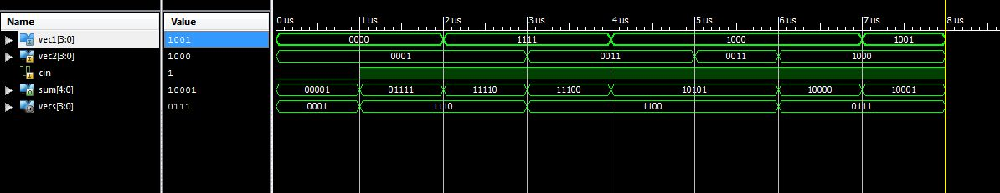 Name Value 0 us 1 us 2 us 3 us 4 us 5 us 6 us 7 us 8 us
vec1[3:0] 1001 0000 1111 1000 1001
vec2[3:0] 1000 0001 0011 0011 1000
cin 1
sum[4:0] 10001 00001 01111 11110 11100 10101 10000 10001
vecs[3:0] 0111 0001 1110 1100 0111